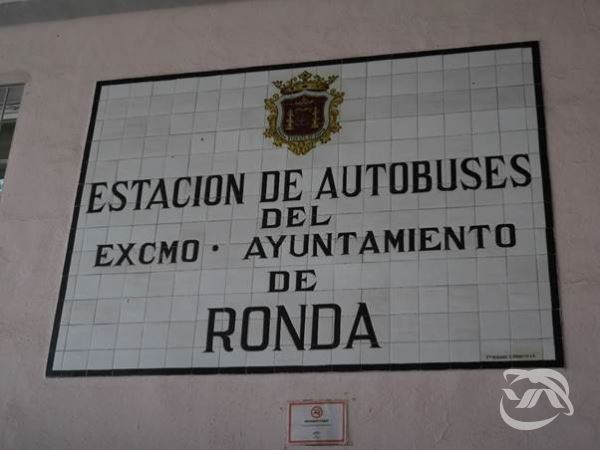 ESTACION DE AUTOBUSES
DEL
EXCMO · AYUNTAMIENTO
DE
RONDA